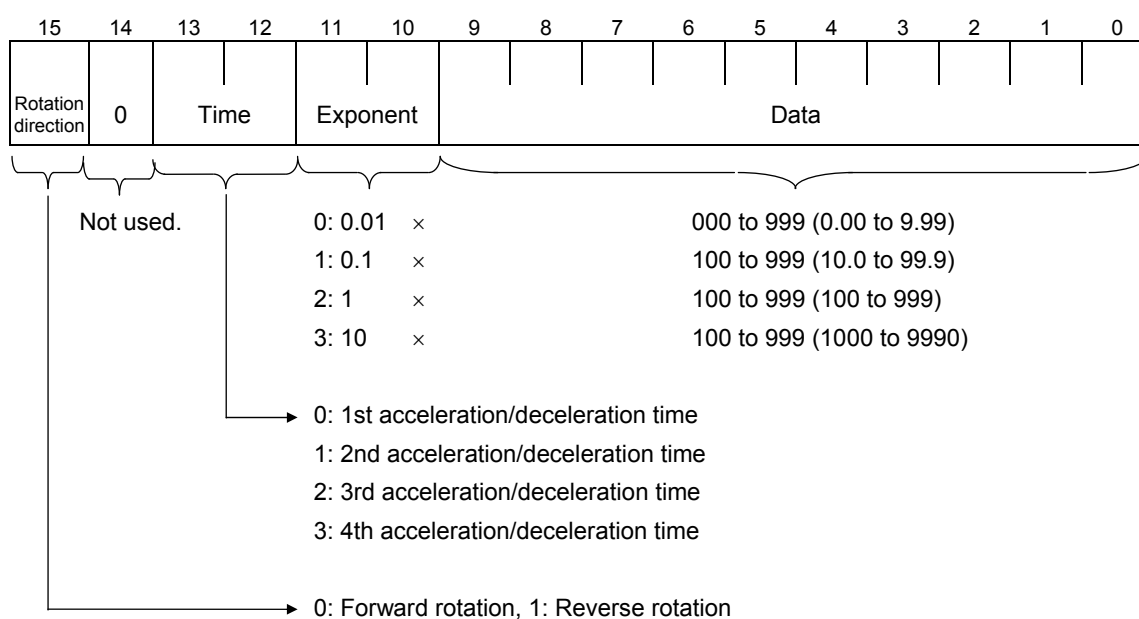 15 14 13 12 11 10 9 8 7 6 5 4 3 2 1 0
Rotation
direction 0 Time Exponent Data
Not used. 0: 0.01 × 000 to 999 (0.00 to 9.99)
1: 0.1 × 100 to 999 (10.0 to 99.9)
2: 1 × 100 to 999 (100 to 999)
3: 10 × 100 to 999 (1000 to 9990)
0: 1st acceleration/deceleration time
1: 2nd acceleration/deceleration time
2: 3rd acceleration/deceleration time
3: 4th acceleration/deceleration time
0: Forward rotation, 1: Reverse rotation